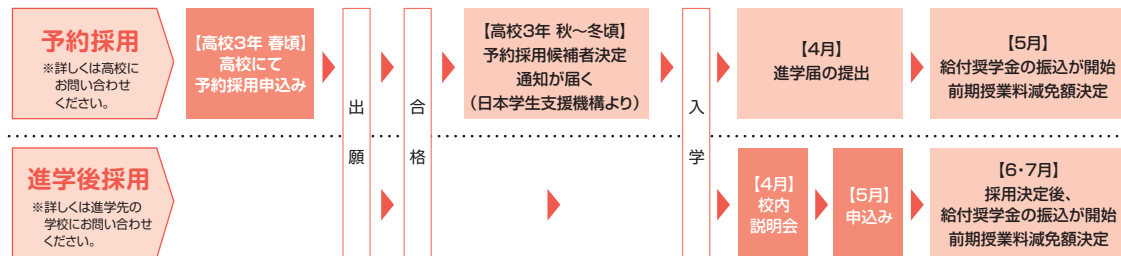 予約採用
※詳しくは高校に
お問い合わせ
ください。
【高校3年 春頃】
高校にて
予約採用申込み
出願
合格
【高校3年 秋〜冬頃】
予約採用候補者決定
通知が届く
（日本学生支援機構より）
入学
【4月】
進学届の提出
【5月】
給付奨学金の振込が開始
前期授業料減免額決定
進学後採用
※詳しくは進学先の
学校にお問い合わせ
ください。
【4月】
校内
説明会
【5月】
申込み
【6・7月】
採用決定後、
給付奨学金の振込が開始
前期授業料減免額決定